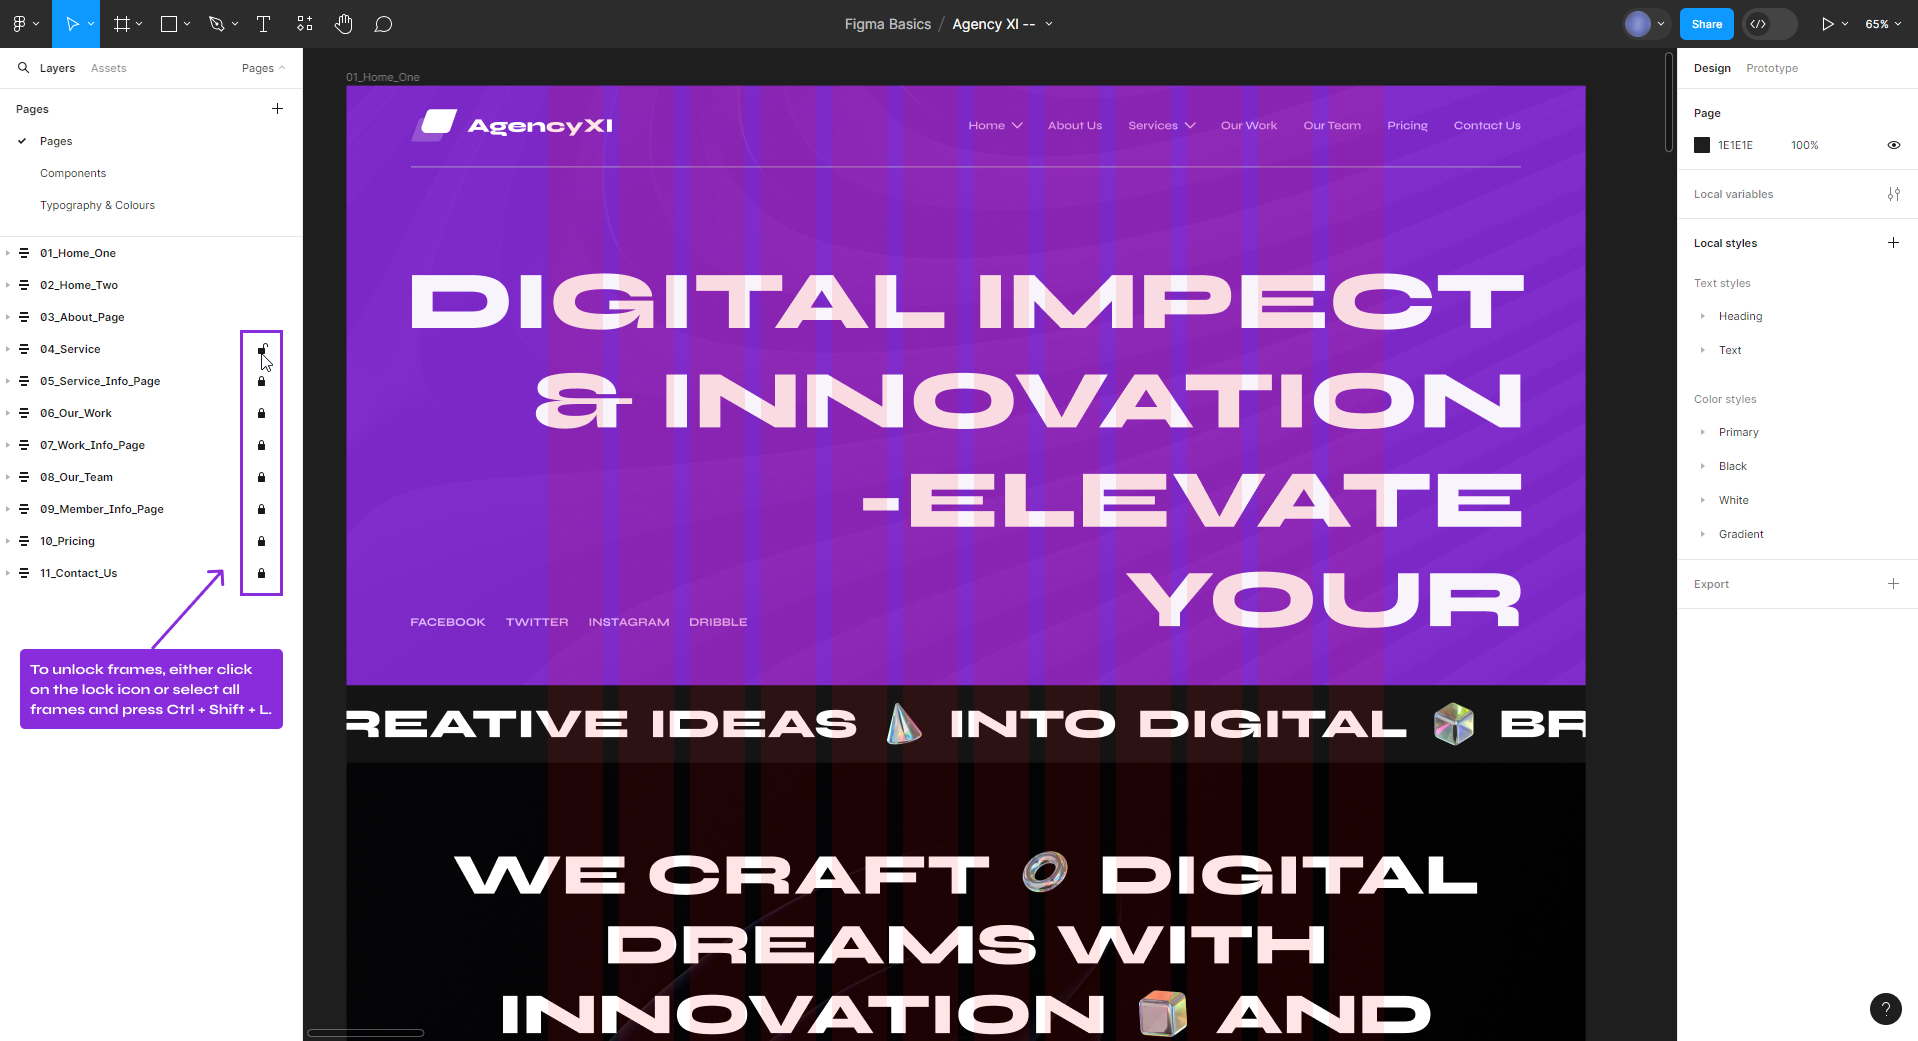 Figma Basics / Agency XI --
Share
</>
65%
Layers
Assets
Pages
Pages
Pages
Components
Typography & Colours
01_Home_One
02_Home_Two
03_About_Page
04_Service
05_Service_Info_Page
06_Our_Work
07_Work_Info_Page
08_Our_Team
09_Member_Info_Page
10_Pricing
11_Contact_Us
To unlock frames, either click
on the lock icon or select all
frames and press Ctrl + Shift + L.
01_Home_One
AgencyXI
Home
About Us
Services
Our Work
Our Team
Pricing
Contact Us
DIGITAL IMPECT
& INNOVATION
-ELEVATE
YOUR
FACEBOOK
TWITTER
INSTAGRAM
DRIBBLE
REATIVE IDEAS INTO DIGITAL BR
WE CRAFT DIGITAL
DREAMS WITH
INNOVATION AND
Design
Prototype
Page
1E1E1E
100%
Local variables
Local styles
Text styles
Heading
Text
Color styles
Primary
Black
White
Gradient
Export
?